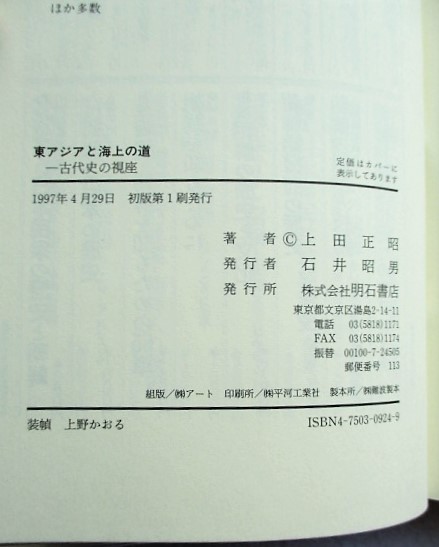 ほか多数
東アジアと海上の道
―古代史の視座
定価はカバーに
表示してあります
1997年4月29日　初版第1刷発行
著　者　©上　田　正　昭
発行者　石　井　昭　男
発行所　株式会社明石書店
東京都文京区湯島2-14-11
電話　03(5818)1171
FAX　03(5818)1174
振替　00100-7-24505
郵便番号　113
組版／㈱アート　印刷所／㈱平河工業社　製本所／㈱難波製本
装幀　上野かおる
ISBN4-7503-0924-9